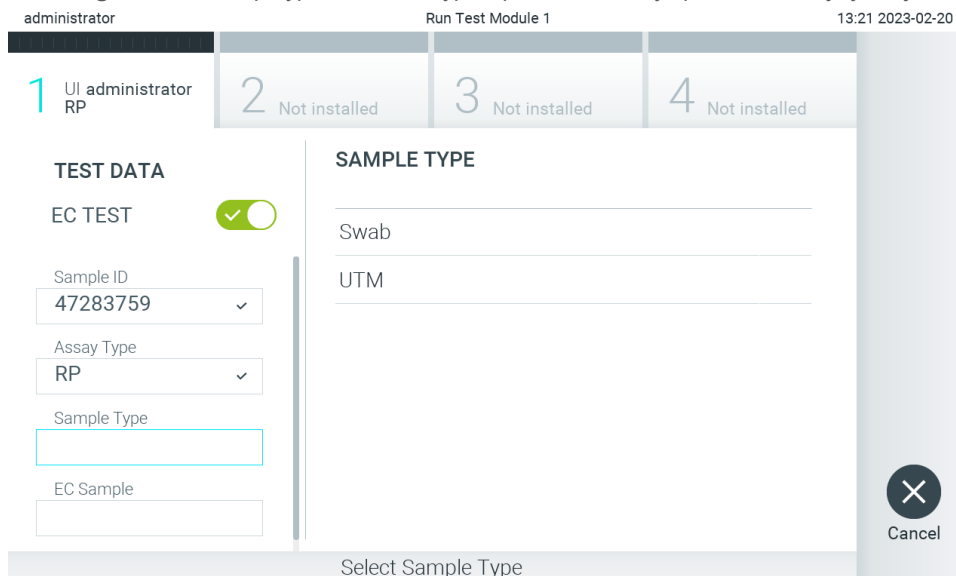 administrator
Run Test Module 1
13:21 2023-02-20
1 UI administrator
RP
2 Not installed
3 Not installed
4 Not installed
TEST DATA
EC TEST
Sample ID
47283759
Assay Type
RP
Sample Type
EC Sample
SAMPLE TYPE
Swab
UTM
Cancel
Select Sample Type